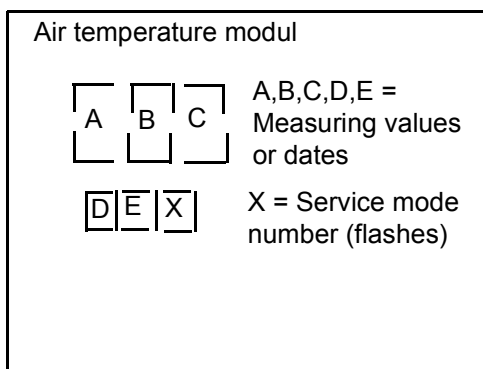 Air temperature modul
A B C
A,B,C,D,E =
Measuring values
or dates
D E X
X = Service mode
number (flashes)